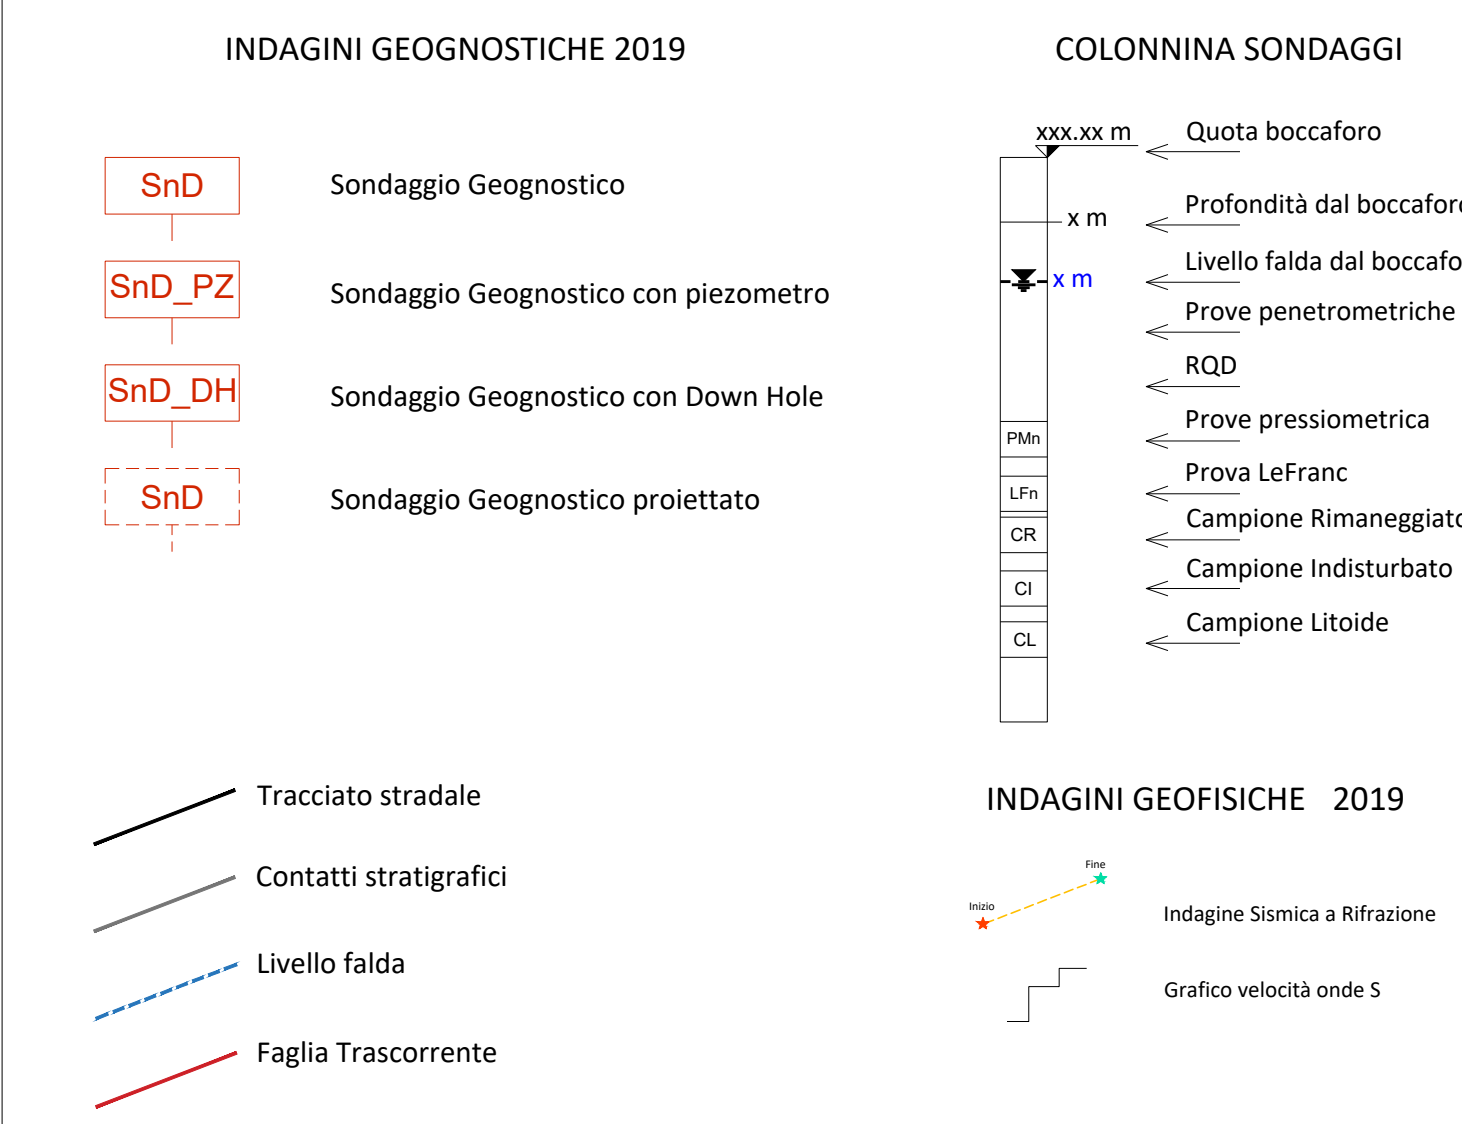 INDAGINI GEOGNOSTICHE 2019
SnD Sondaggio Geognostico
SnD_PZ Sondaggio Geognostico con piezometro
SnD_DH Sondaggio Geognostico con Down Hole
SnD Sondaggio Geognostico proiettato
COLONNINA SONDAGGI
xxx.xx m Quota boccaforo
x m Profondità dal boccaforo
x m Livello falda dal boccafo
Prove penetrometriche
RQD
PMn Prove pressiometrica
LFn Prova LeFranc
CR Campione Rimaneggiato
CI Campione Indisturbato
CL Campione Litoide
Tracciato stradale
Contatti stratigrafici
Livello falda
Faglia Trascorrente
INDAGINI GEOFISICHE 2019
Fine
Inizio
Indagine Sismica a Rifrazione
Grafico velocità onde S